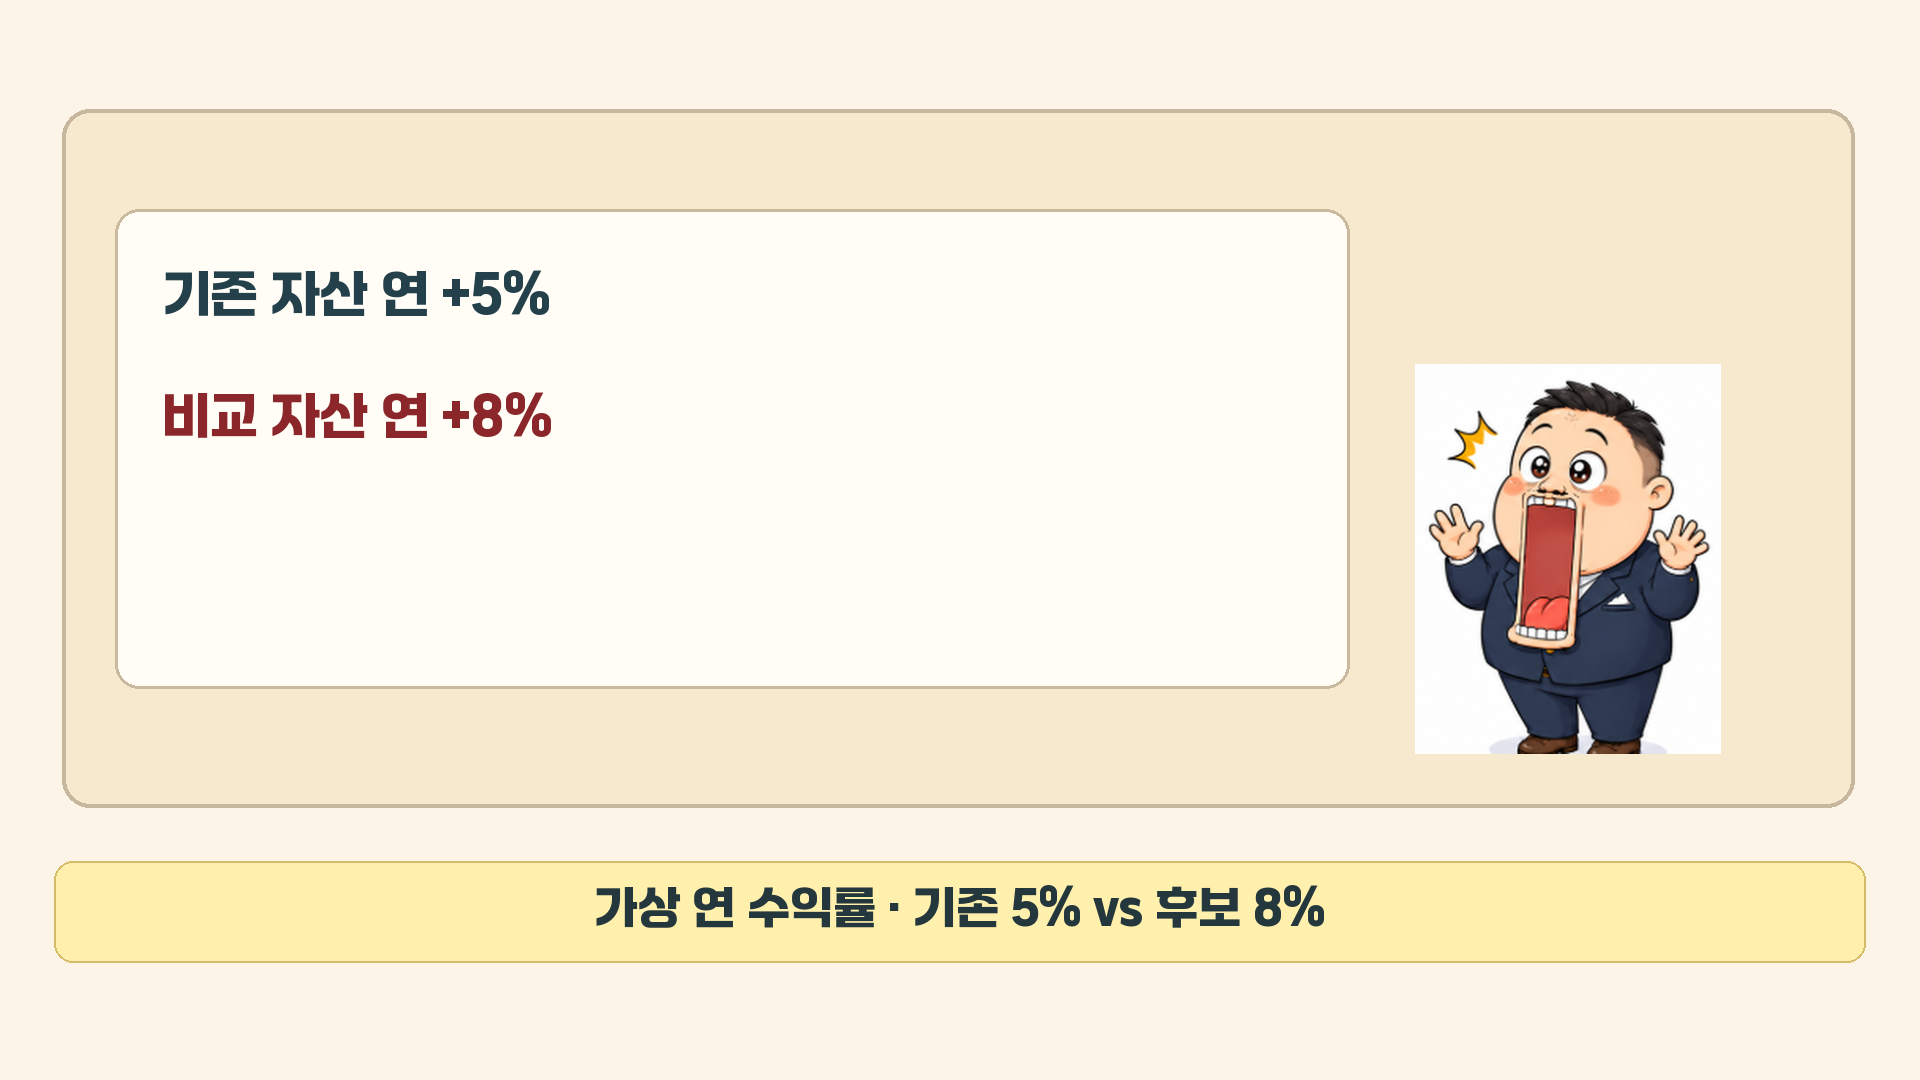 기존 자산 연 +5%
비교 자산 연 +8%
가상 연 수익률 · 기존 5% vs 후보 8%